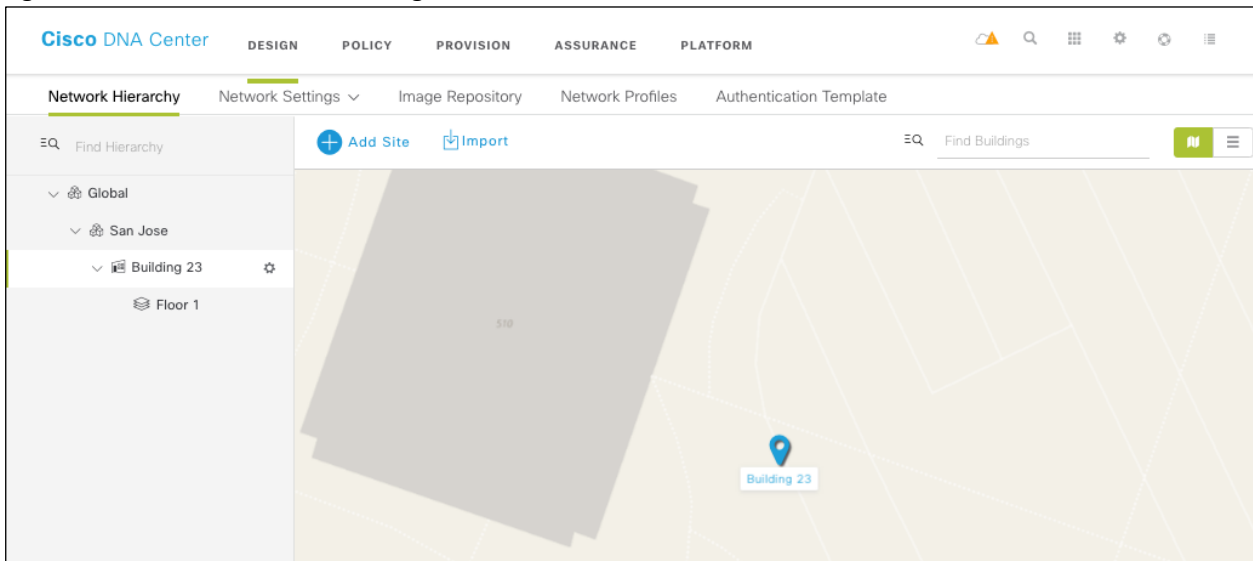 Cisco DNA Center DESIGN POLICY PROVISION ASSURANCE PLATFORM
Network Hierarchy Network Settings Image Repository Network Profiles Authentication Template
Find Hierarchy
Add Site Import Find Buildings
Global
San Jose
Building 23
Floor 1
510
Building 23